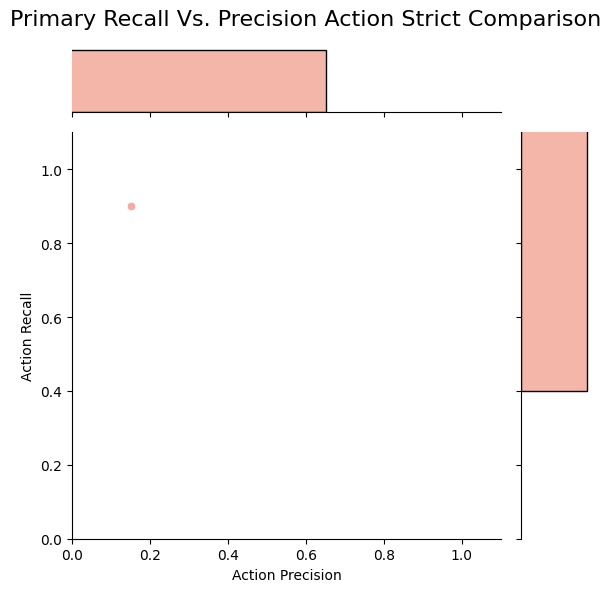 Primary Recall Vs. Precision Action Strict Comparison
1.0
0.8
0.6
0.4
0.2
0.0
Action Recall
0.0 0.2 0.4 0.6 0.8 1.0
Action Precision